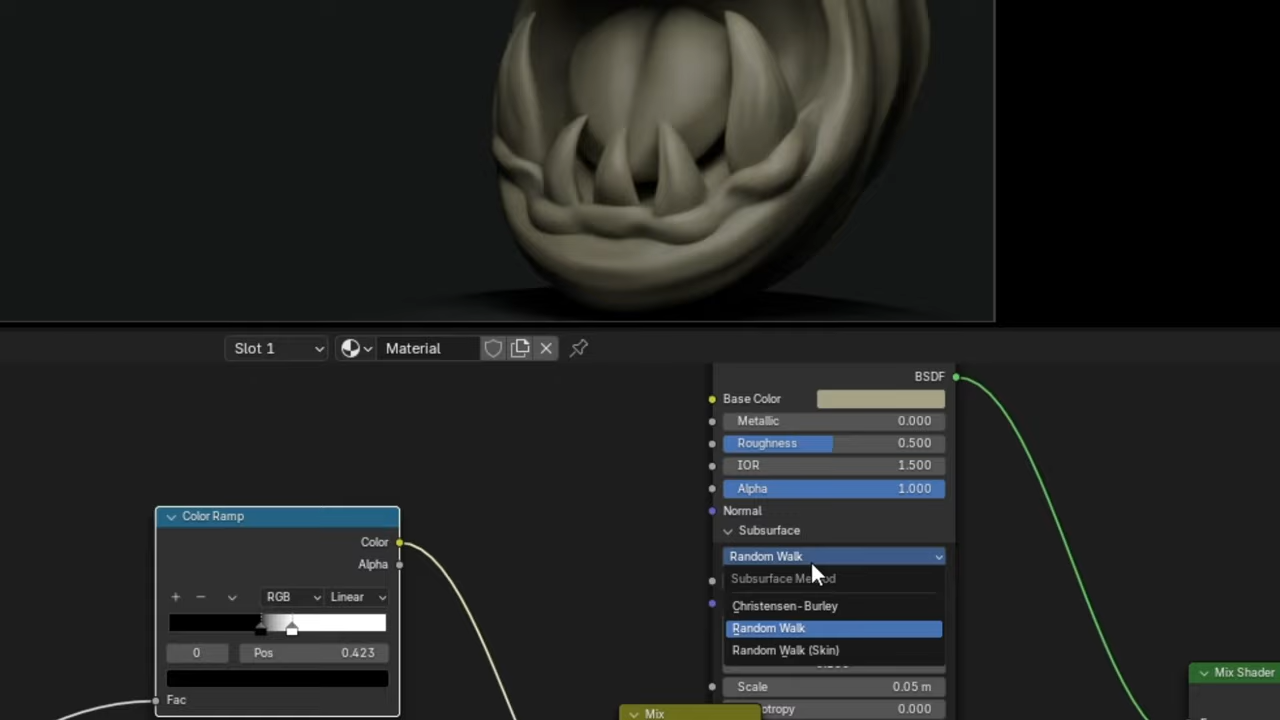 Slot 1
Material
BSDF
Base Color
Metallic 0.000
Roughness 0.500
IOR 1.500
Alpha 1.000
Normal
Subsurface
Random Walk
Subsurface Method
Christensen-Burley
Random Walk
Random Walk (Skin)
Scale 0.05 m
0.000
Color Ramp
Color
Alpha
+ −
RGB
Linear
0
Pos 0.423
Fac
Mix
Mix Shader